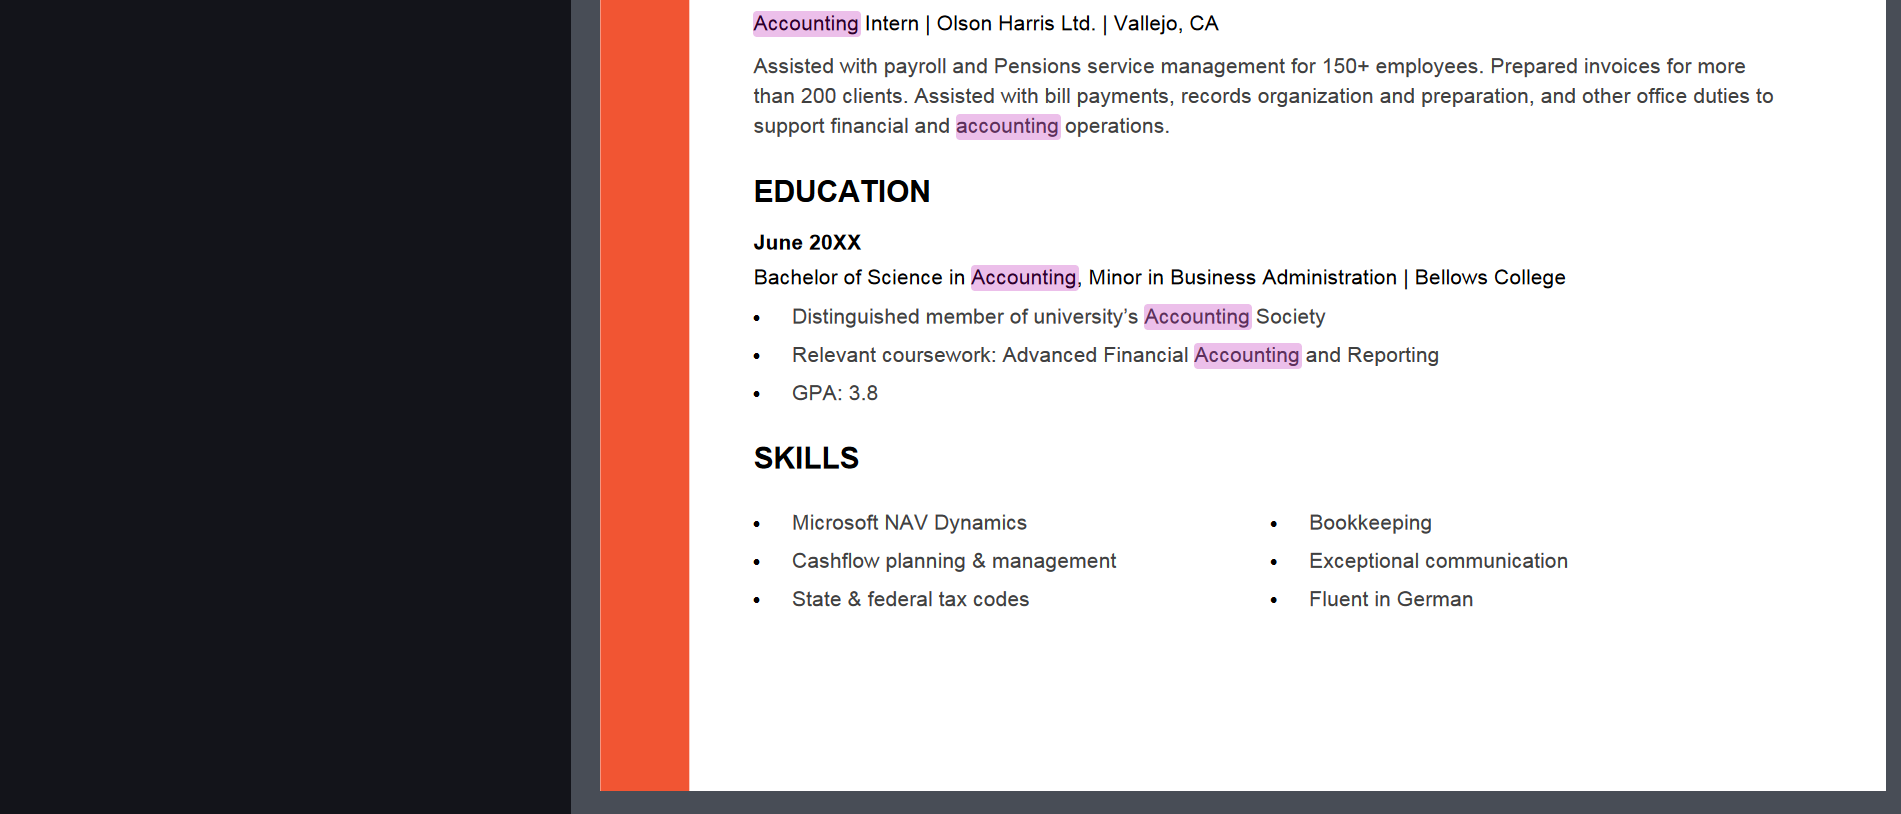 Accounting Intern | Olson Harris Ltd. | Vallejo, CA
Assisted with payroll and Pensions service management for 150+ employees. Prepared invoices for more
than 200 clients. Assisted with bill payments, records organization and preparation, and other office duties to
support financial and accounting operations.
EDUCATION
June 20XX
Bachelor of Science in Accounting, Minor in Business Administration | Bellows College
• Distinguished member of university’s Accounting Society
• Relevant coursework: Advanced Financial Accounting and Reporting
• GPA: 3.8
SKILLS
• Microsoft NAV Dynamics
• Cashflow planning & management
• State & federal tax codes
• Bookkeeping
• Exceptional communication
• Fluent in German